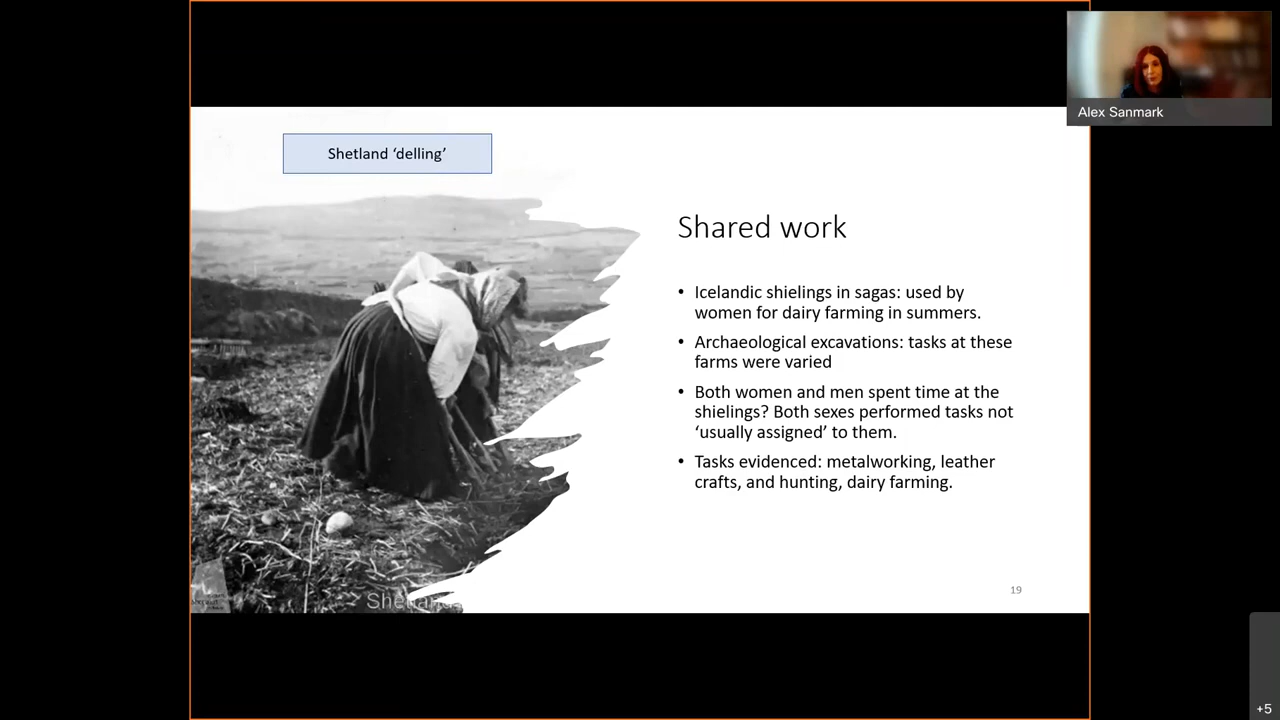 Alex Sanmark
Shetland ‘delling’
Shared work
• Icelandic shielings in sagas: used by
women for dairy farming in summers.
• Archaeological excavations: tasks at these
farms were varied
• Both women and men spent time at the
shielings? Both sexes performed tasks not
‘usually assigned’ to them.
• Tasks evidenced: metalworking, leather
crafts, and hunting, dairy farming.
19
+5